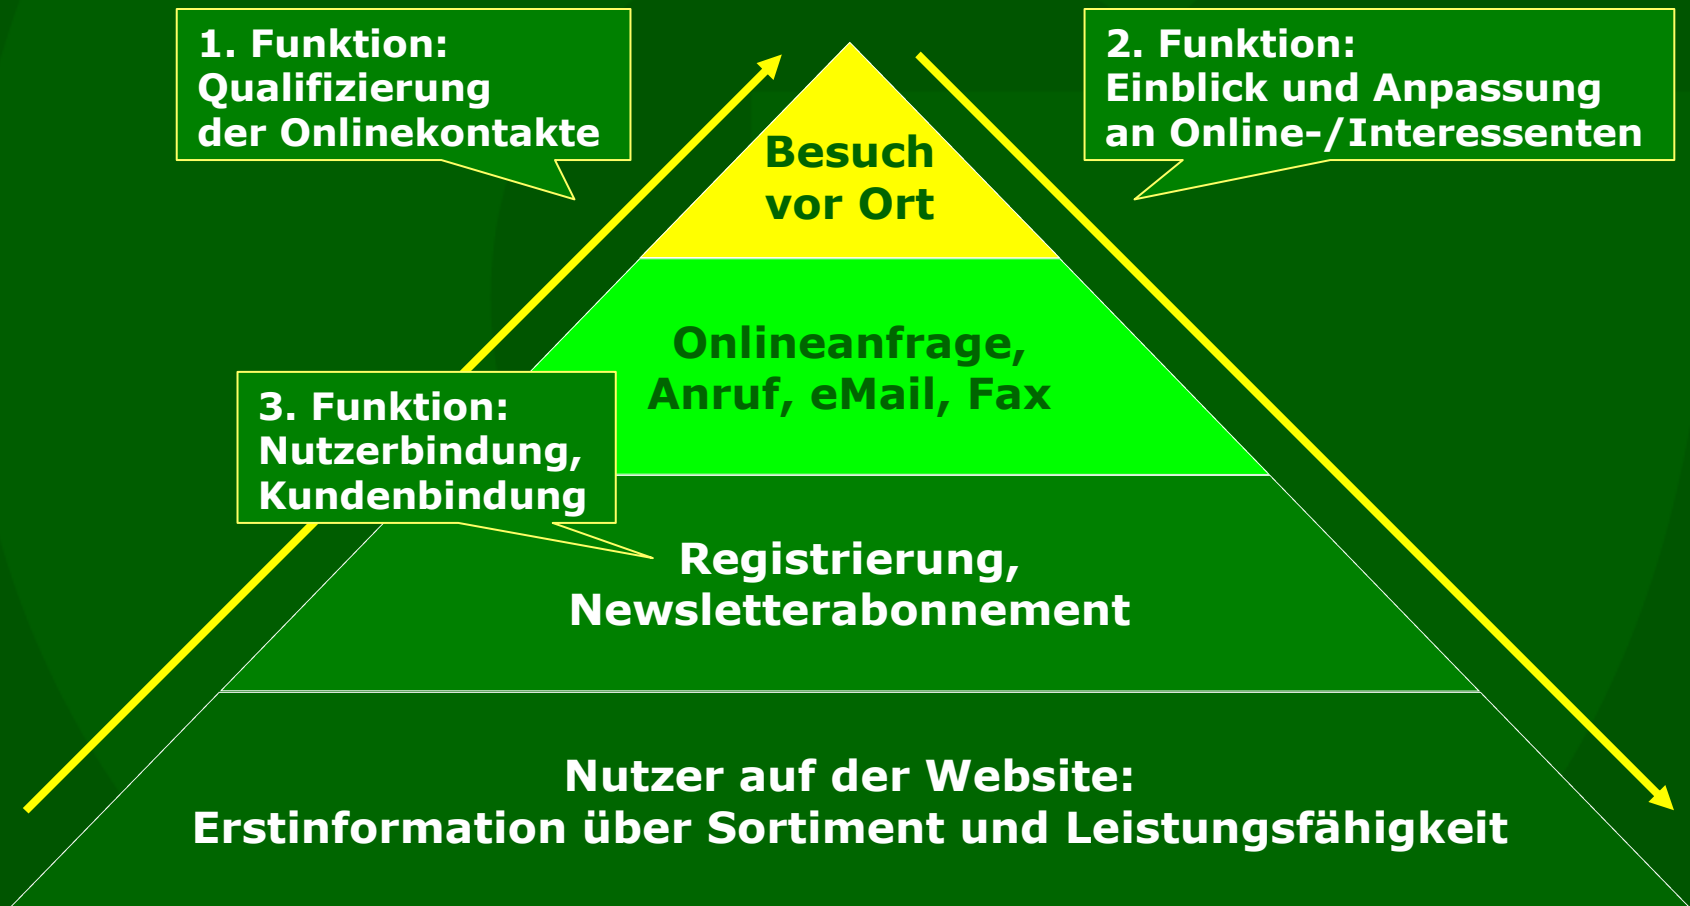 1. Funktion:
Qualifizierung
der Onlinekontakte
2. Funktion:
Einblick und Anpassung
an Online-/Interessenten
Besuch
vor Ort
Onlineanfrage,
Anruf, eMail, Fax
3. Funktion:
Nutzerbindung,
Kundenbindung
Registrierung,
Newsletterabonnement
Nutzer auf der Website:
Erstinformation über Sortiment und Leistungsfähigkeit